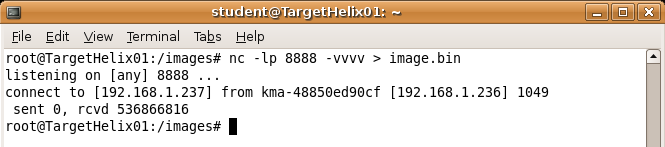 student@TargetHelix01: ~
File Edit View Terminal Tabs Help
root@TargetHelix01:/images# nc -lp 8888 -vvvv > image.bin
listening on [any] 8888 ...
connect to [192.168.1.237] from kma-48850ed90cf [192.168.1.236] 1049
 sent 0, rcvd 536866816
root@TargetHelix01:/images#